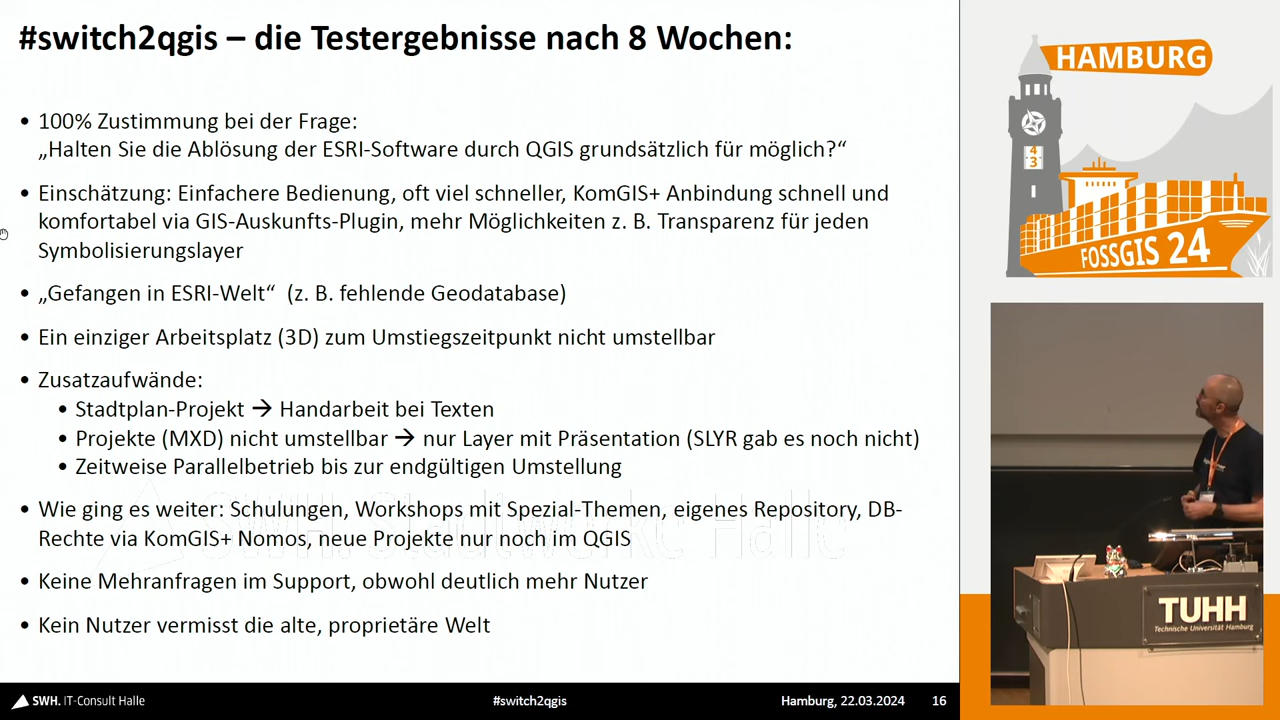 #switch2qgis – die Testergebnisse nach 8 Wochen:
• 100% Zustimmung bei der Frage:
„Halten Sie die Ablösung der ESRI-Software durch QGIS grundsätzlich für möglich?“
• Einschätzung: Einfachere Bedienung, oft viel schneller, KomGIS+ Anbindung schnell und
komfortabel via GIS-Auskunfts-Plugin, mehr Möglichkeiten z. B. Transparenz für jeden
Symbolisierungslayer
• „Gefangen in ESRI-Welt“ (z. B. fehlende Geodatabase)
• Ein einziger Arbeitsplatz (3D) zum Umstiegszeitpunkt nicht umstellbar
• Zusatzaufwände:
• Stadtplan-Projekt → Handarbeit bei Texten
• Projekte (MXD) nicht umstellbar → nur Layer mit Präsentation (SLYR gab es noch nicht)
• Zeitweise Parallelbetrieb bis zur endgültigen Umstellung
• Wie ging es weiter: Schulungen, Workshops mit Spezial-Themen, eigenes Repository, DB-
Rechte via KomGIS+ Nomos, neue Projekte nur noch im QGIS
• Keine Mehranfragen im Support, obwohl deutlich mehr Nutzer
• Kein Nutzer vermisst die alte, proprietäre Welt
SWH. Stadtwerke Halle
SWH. IT-Consult Halle
#switch2qgis
Hamburg, 22.03.2024
16
HAMBURG
4
3
FOSSGIS 24
TUHH
Technische Universität Hamburg